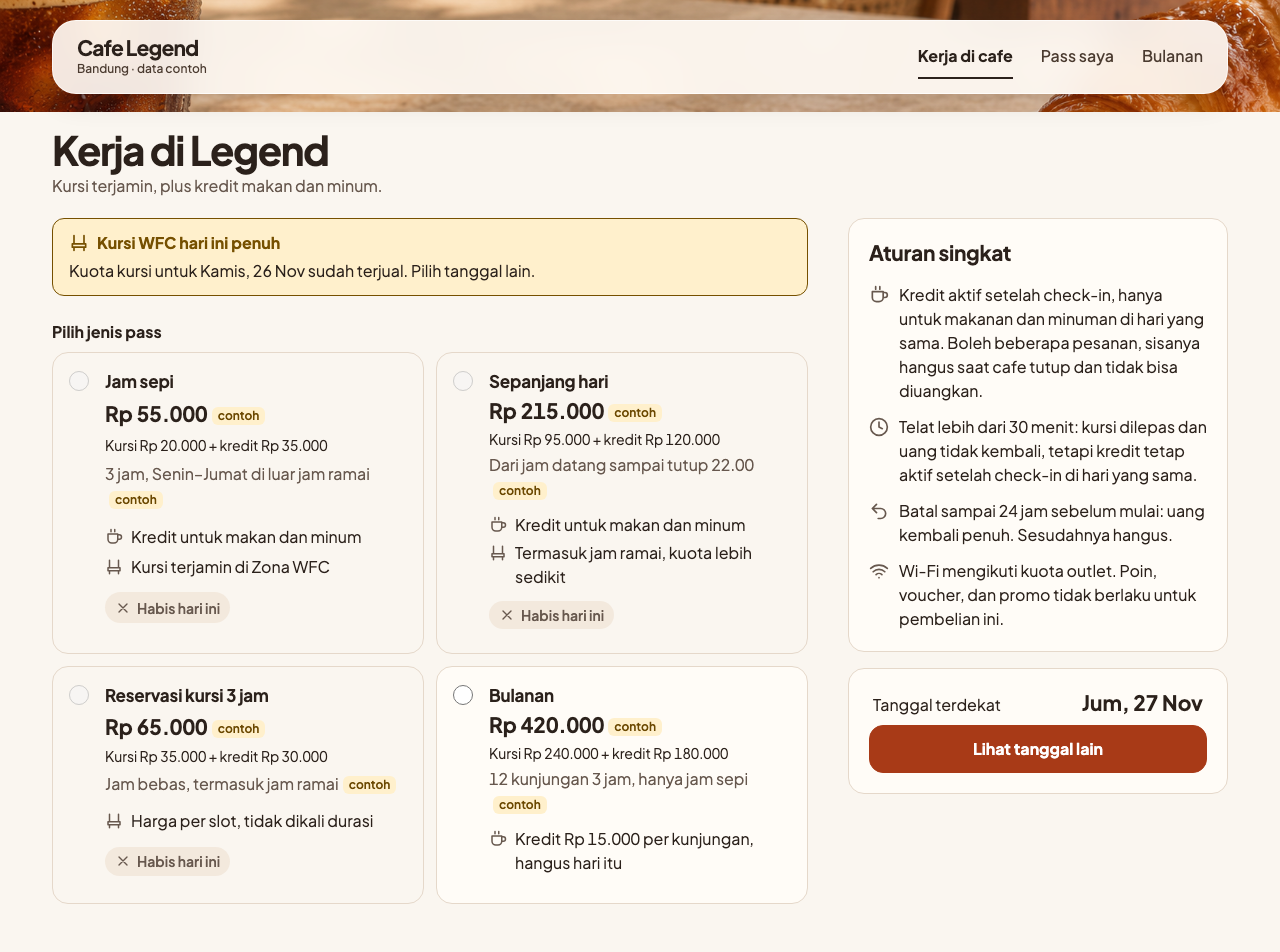 Cafe Legend
Bandung · data contoh
Kerja di cafe
Pass saya
Bulanan
Kerja di Legend
Kursi terjamin, plus kredit makan dan minum.
Kursi WFC hari ini penuh
Kuota kursi untuk Kamis, 26 Nov sudah terjual. Pilih tanggal lain.
Pilih jenis pass
Jam sepi
Rp 55.000 contoh
Kursi Rp 20.000 + kredit Rp 35.000
3 jam, Senin–Jumat di luar jam ramai
contoh
Kredit untuk makan dan minum
Kursi terjamin di Zona WFC
Habis hari ini
Sepanjang hari
Rp 215.000 contoh
Kursi Rp 95.000 + kredit Rp 120.000
Dari jam datang sampai tutup 22.00
contoh
Kredit untuk makan dan minum
Termasuk jam ramai, kuota lebih
sedikit
Habis hari ini
Reservasi kursi 3 jam
Rp 65.000 contoh
Kursi Rp 35.000 + kredit Rp 30.000
Jam bebas, termasuk jam ramai contoh
Harga per slot, tidak dikali durasi
Habis hari ini
Bulanan
Rp 420.000 contoh
Kursi Rp 240.000 + kredit Rp 180.000
12 kunjungan 3 jam, hanya jam sepi
contoh
Kredit Rp 15.000 per kunjungan,
hangus hari itu
Aturan singkat
Kredit aktif setelah check-in, hanya
untuk makanan dan minuman di hari yang
sama. Boleh beberapa pesanan, sisanya
hangus saat cafe tutup dan tidak bisa
diuangkan.
Telat lebih dari 30 menit: kursi dilepas dan
uang tidak kembali, tetapi kredit tetap
aktif setelah check-in di hari yang sama.
Batal sampai 24 jam sebelum mulai: uang
kembali penuh. Sesudahnya hangus.
Wi-Fi mengikuti kuota outlet. Poin,
voucher, dan promo tidak berlaku untuk
pembelian ini.
Tanggal terdekat
Jum, 27 Nov
Lihat tanggal lain